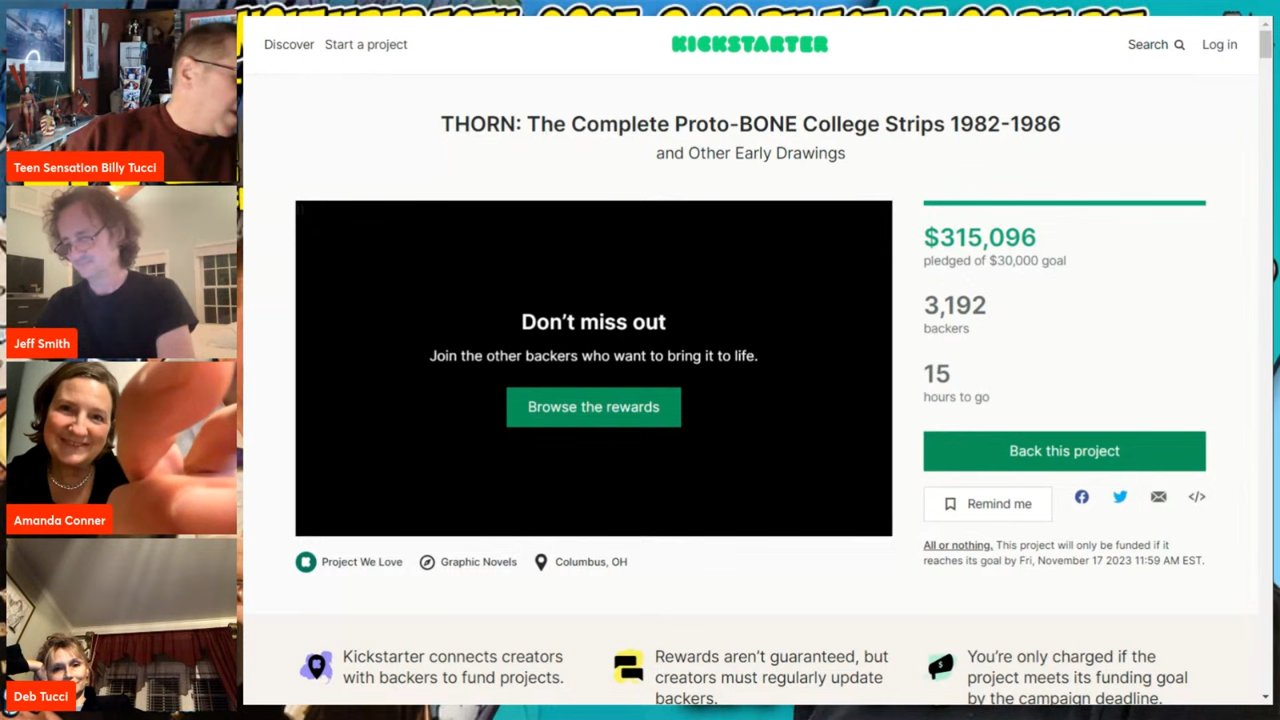 Discover Start a project
KICKSTARTER
Search Log in
THORN: The Complete Proto-BONE College Strips 1982-1986
and Other Early Drawings
Don't miss out
Join the other backers who want to bring it to life.
Browse the rewards
$315,096
pledged of $30,000 goal
3,192
backers
15
hours to go
Back this project
Remind me
All or nothing. This project will only be funded if it
reaches its goal by Fri, November 17 2023 11:59 AM EST.
Project We Love
Graphic Novels
Columbus, OH
Kickstarter connects creators
with backers to fund projects.
Rewards aren't guaranteed, but
creators must regularly update
backers.
You're only charged if the
project meets its funding goal
by the campaign deadline.
Teen Sensation Billy Tucci
Jeff Smith
Amanda Conner
Deb Tucci